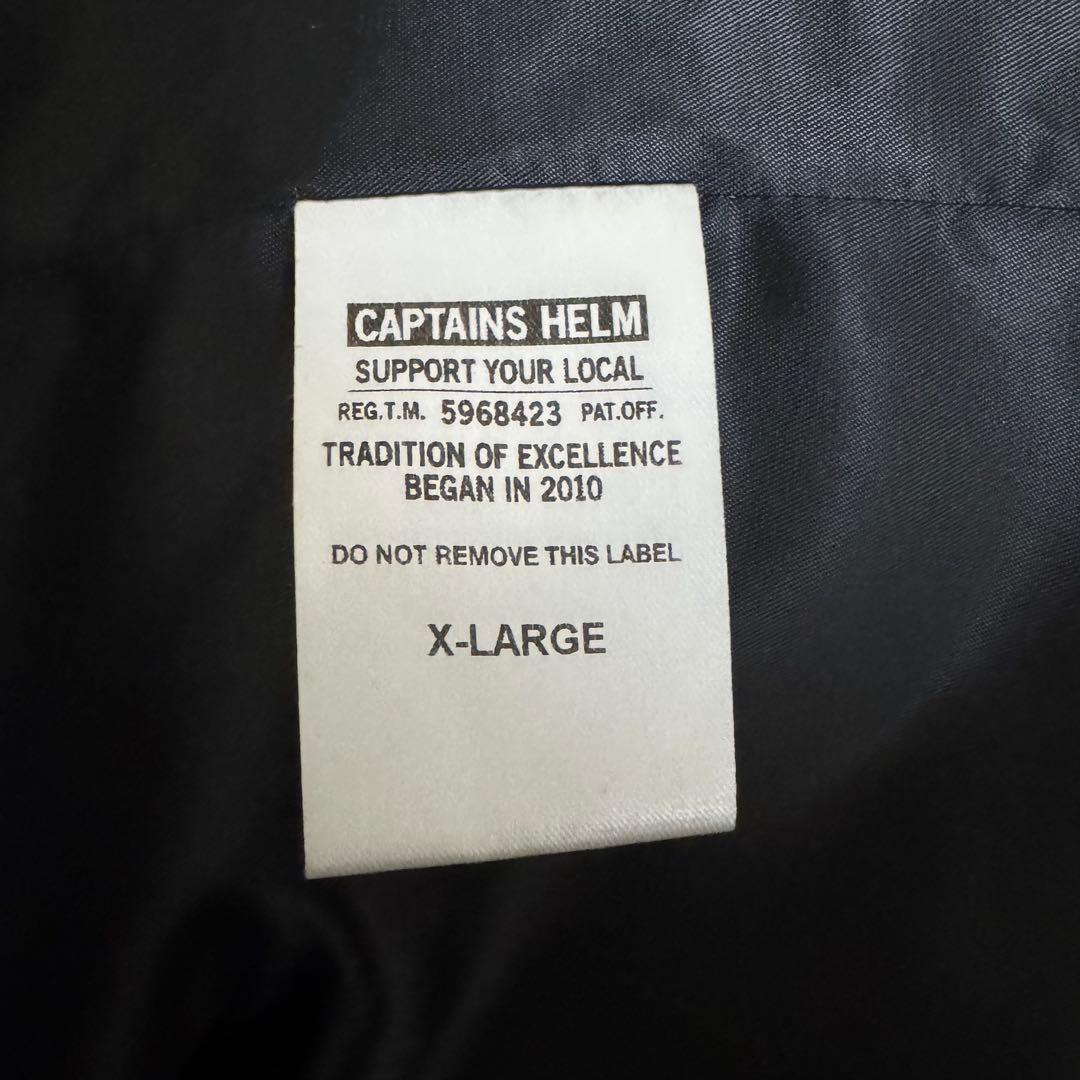 CAPTAINS HELM
SUPPORT YOUR LOCAL
REG.T.M. 5968423 PAT.OFF.
TRADITION OF EXCELLENCE
BEGAN IN 2010
DO NOT REMOVE THIS LABEL
X-LARGE